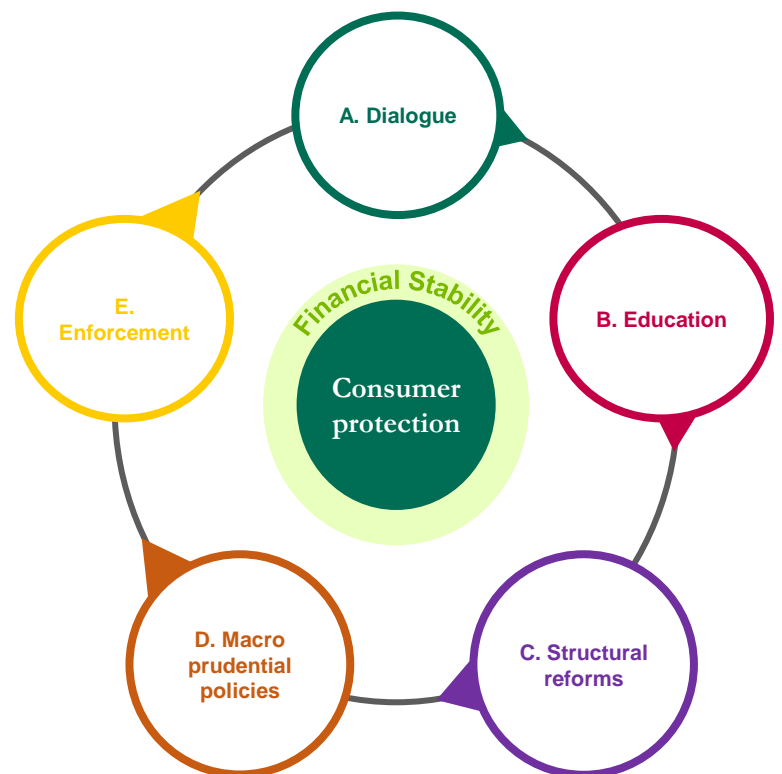 A. Dialogue
B. Education
C. Structural
reforms
D. Macro
prudential
policies
E.
Enforcement
Financial Stability
Consumer
protection